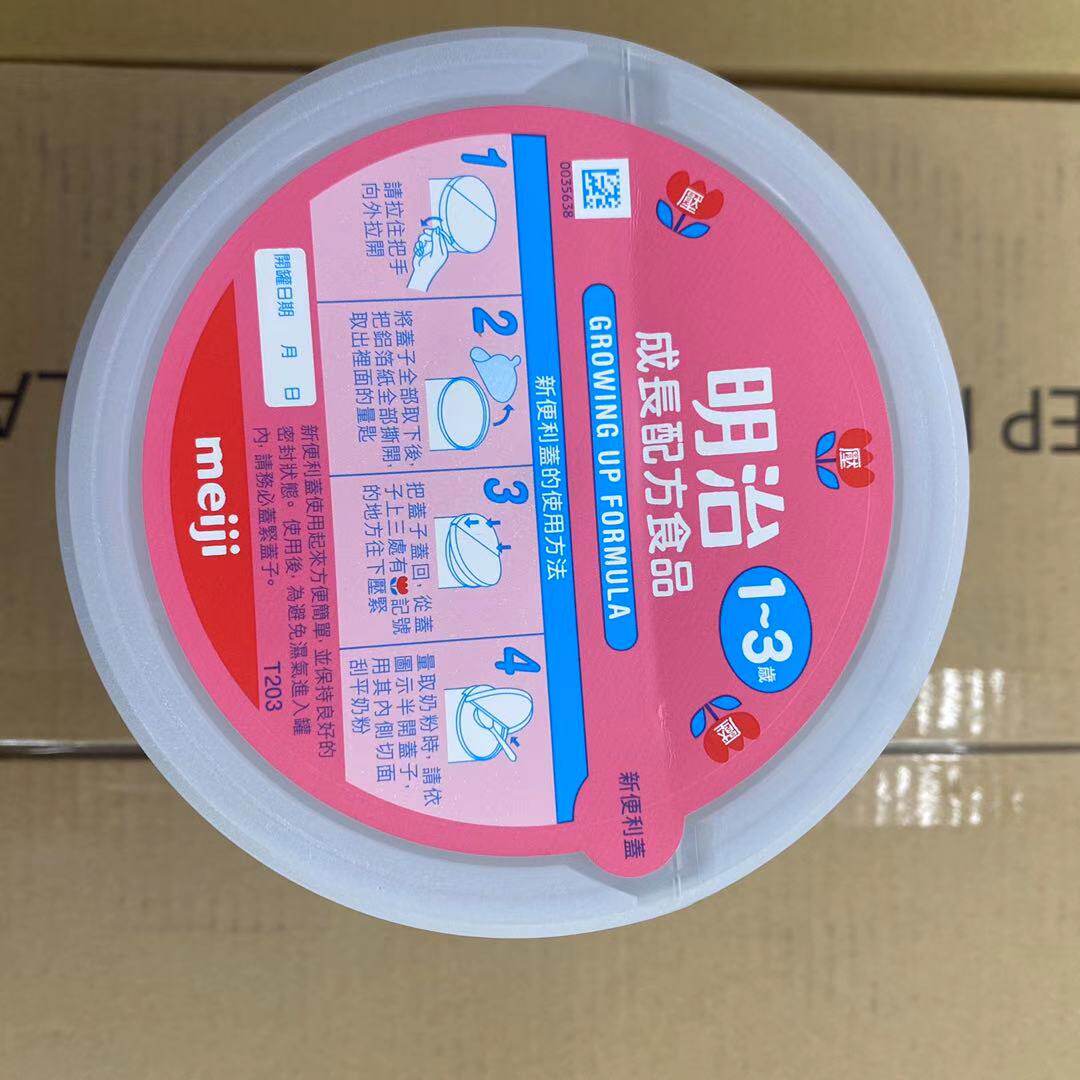 壓
壓
壓
明治
1~3歲
成長配方食品
GROWING UP FORMULA
0035638
新便利蓋
新便利蓋的使用方法
1
請拉住把手
向外拉開
2
將蓋子全部取下後,
把鋁箔紙全部撕開,
取出裡面的量匙
3
把蓋子蓋回, 從蓋
子上三處有 記號
的地方往下壓緊
4
量取奶粉時, 請依
圖示半開蓋子,
用其內側切面
刮平奶粉
開罐日期 月 日
新便利蓋使用起來方便簡單, 並保持良好的
密封狀態。使用後, 為避免濕氣進入罐
內, 請務必蓋緊蓋子。
T203
meiji
EP
LA